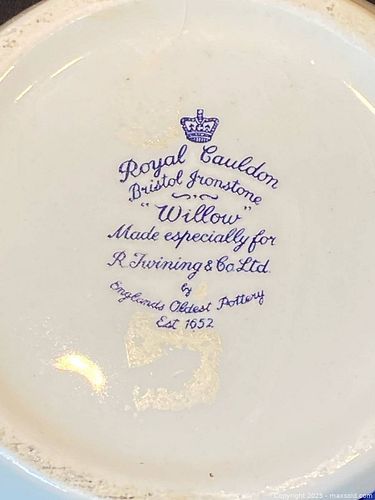 Royal Cauldon
Bristol Ironstone
"Willow"
Made especially for
R. Twining & Co Ltd.
by
Englands Oldest Pottery
Est 1652
Copyright 2025 - maxsold.com